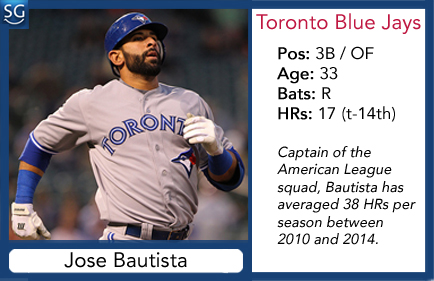 SG
Toronto Blue Jays
Pos: 3B / OF
Age: 33
Bats: R
HRs: 17 (t-14th)
Captain of the
American League
squad, Bautista has
averaged 38 HRs per
season between
2010 and 2014.
TORONTO
Jose Bautista